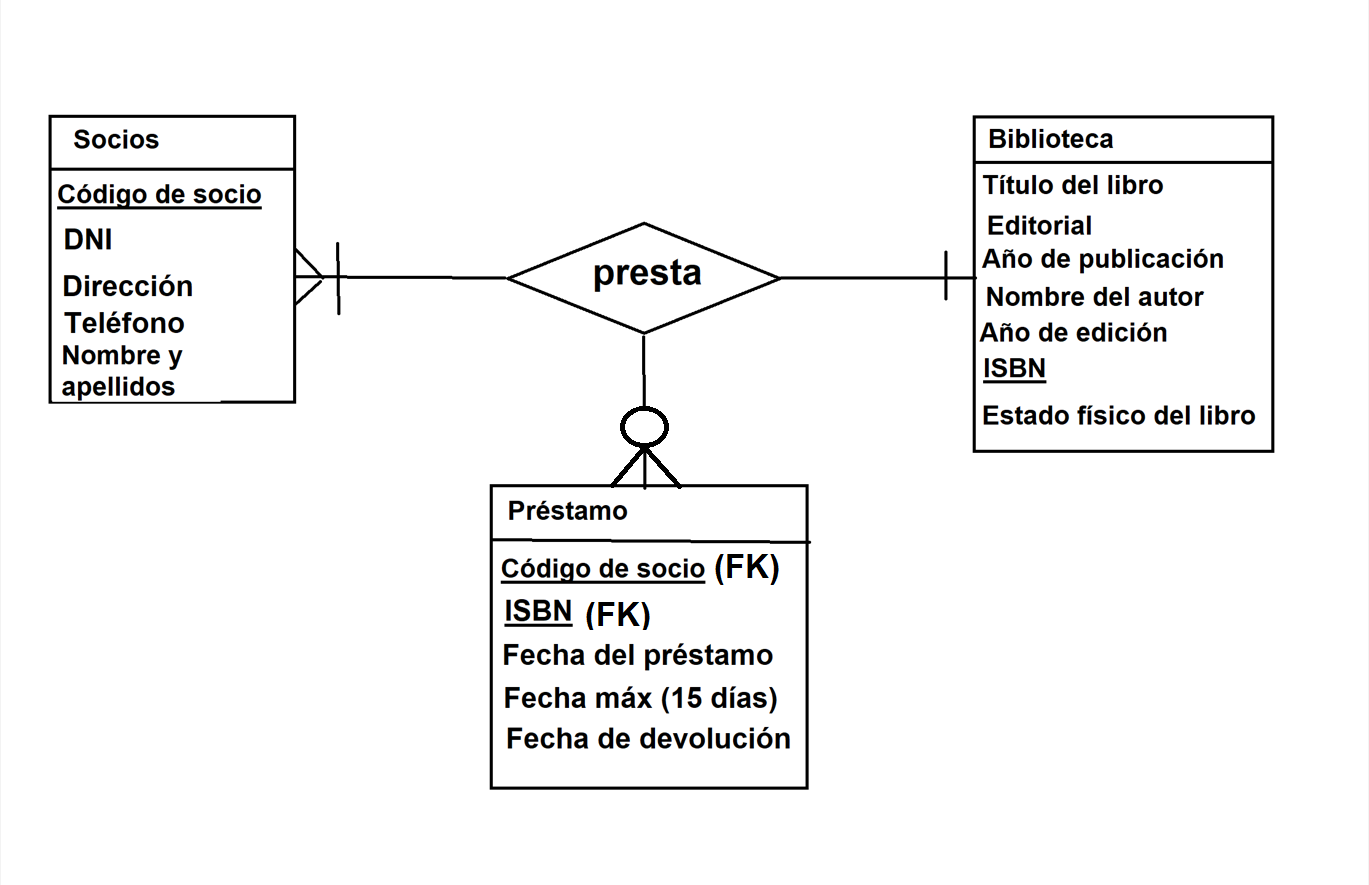 Socios
Código de socio
DNI
Dirección
Teléfono
Nombre y
apellidos
presta
Biblioteca
Título del libro
Editorial
Año de publicación
Nombre del autor
Año de edición
ISBN
Estado físico del libro
Préstamo
Código de socio (FK)
ISBN (FK)
Fecha del préstamo
Fecha máx (15 días)
Fecha de devolución